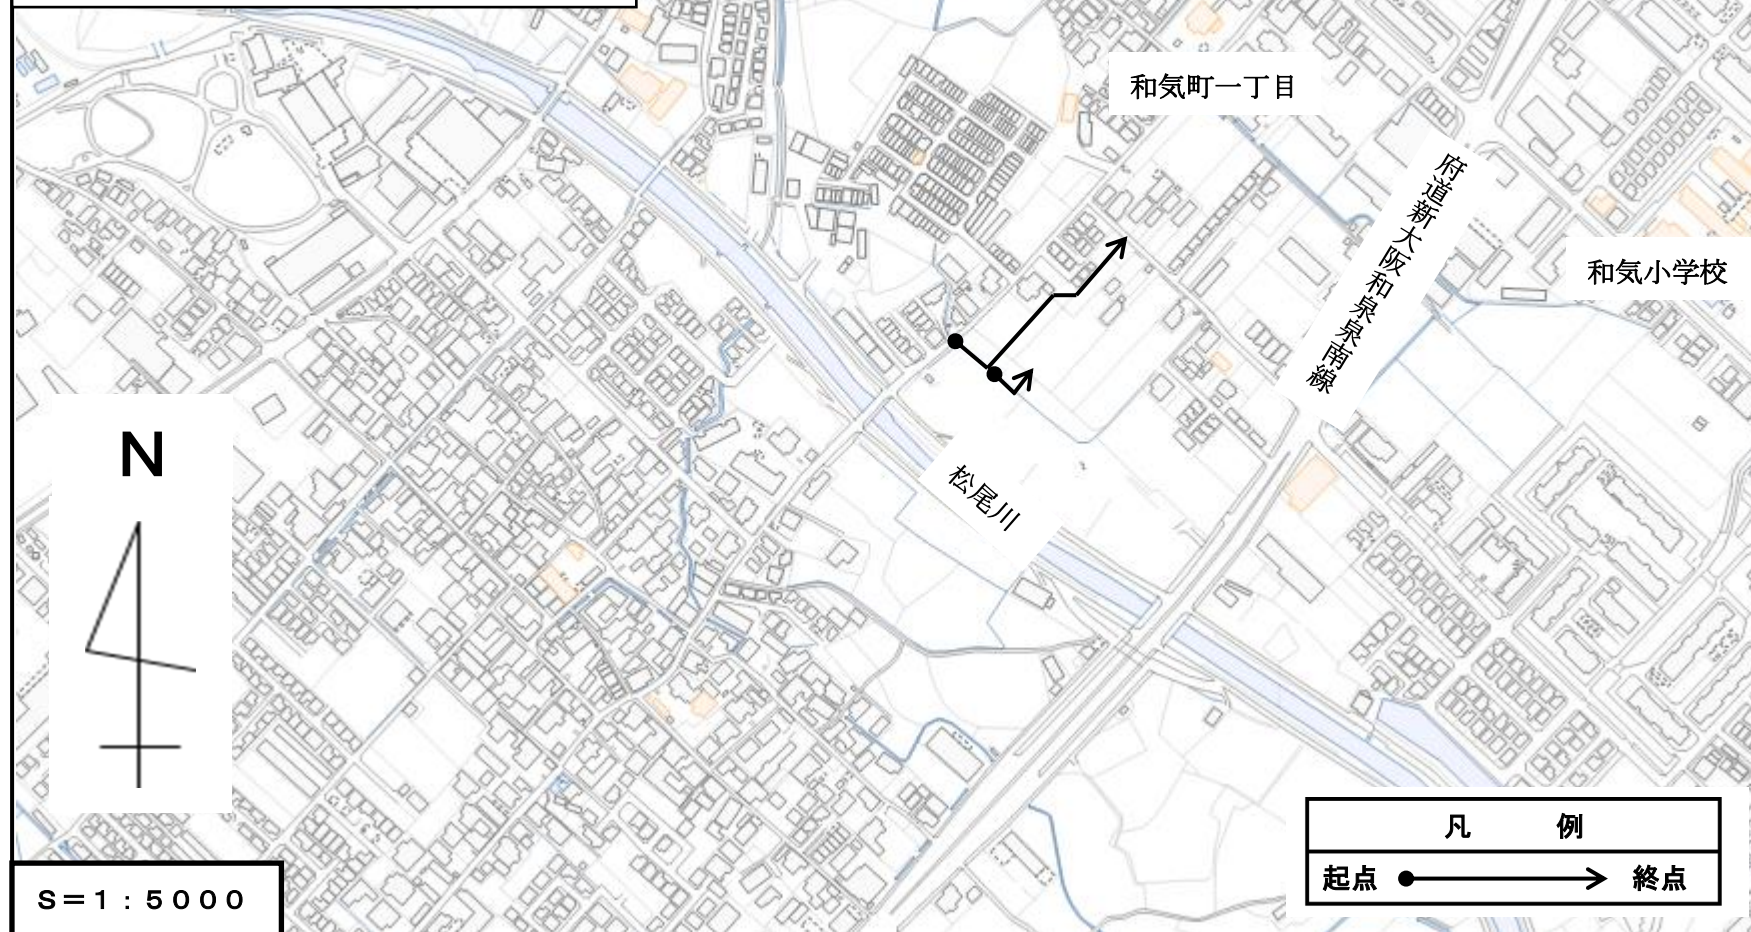 和気町一丁目
府道新大阪和泉泉南線
和気小学校
N
松尾川
凡 例
起点 終点
S=1:5000